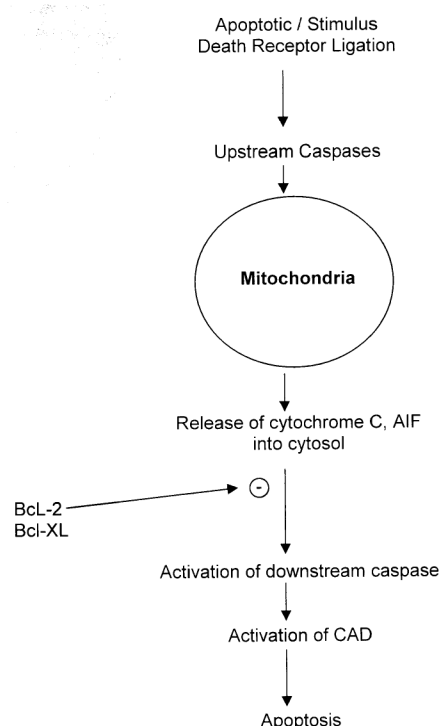 Apoptotic / Stimulus
Death Receptor Ligation
Upstream Caspases
Mitochondria
Release of cytochrome C, AIF
into cytosol
-
BcL-2
Bcl-XL
Activation of downstream caspase
Activation of CAD
Apoptosis